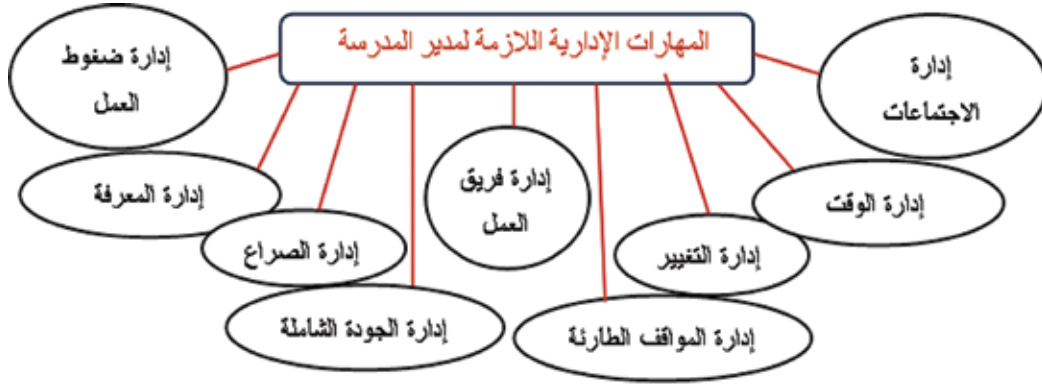 المهارات الإدارية اللازمة لمدير المدرسة
إدارة
الاجتماعات
إدارة الوقت
إدارة التغيير
إدارة المواقف الطارئة
إدارة فريق
العمل
إدارة الجودة الشاملة
إدارة الصراع
إدارة المعرفة
إدارة ضغوط
العمل